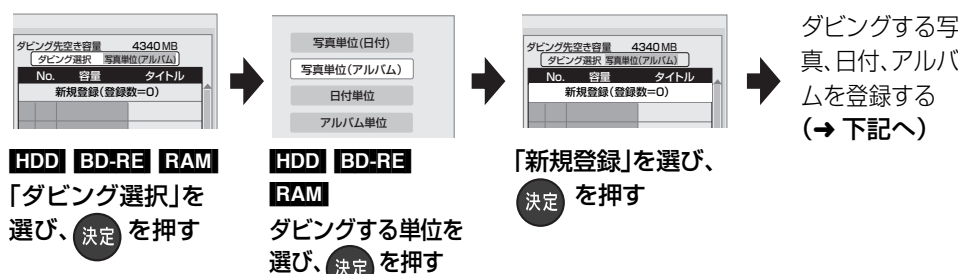 ダビング先空き容量 4340MB
ダビング選択 写真単位(アルバム)
No. 容量 タイトル
新規登録(登録数=0)
HDD BD-RE RAM
「ダビング選択」を
選び、決定 を押す
写真単位(日付)
写真単位(アルバム)
日付単位
アルバム単位
HDD BD-RE
RAM
ダビングする単位を
選び、決定 を押す
ダビング先空き容量 4340MB
ダビング選択 写真単位(アルバム)
No. 容量 タイトル
新規登録(登録数=0)
「新規登録」を選び、
決定 を押す
ダビングする写
真、日付、アルバ
ムを登録する
(➜ 下記へ)